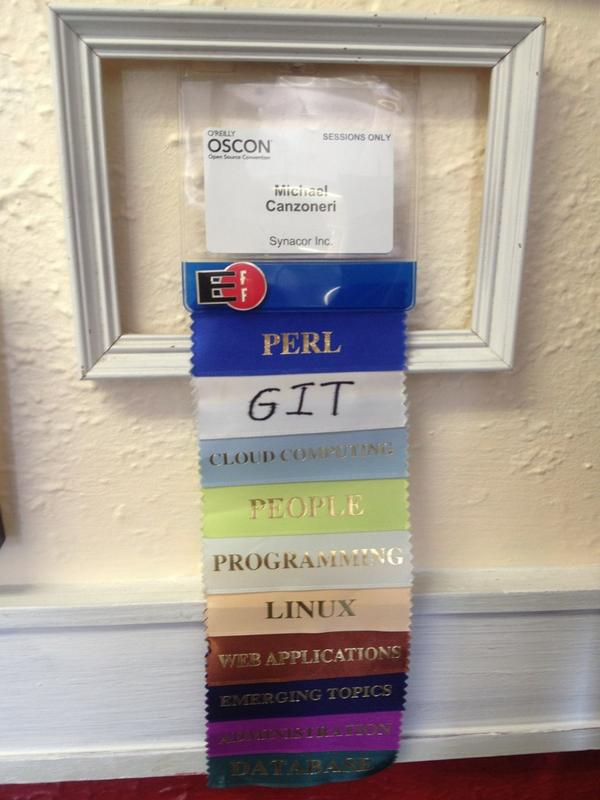 O'REILLY
OSCON
Open Source Convention
SESSIONS ONLY
Michael
Canzoneri
Synacor Inc.
EFF
PERL
GIT
CLOUD COMPUTING
PEOPLE
PROGRAMMING
LINUX
WEB APPLICATIONS
EMERGING TOPICS
ADMINISTRATION
DATABASE